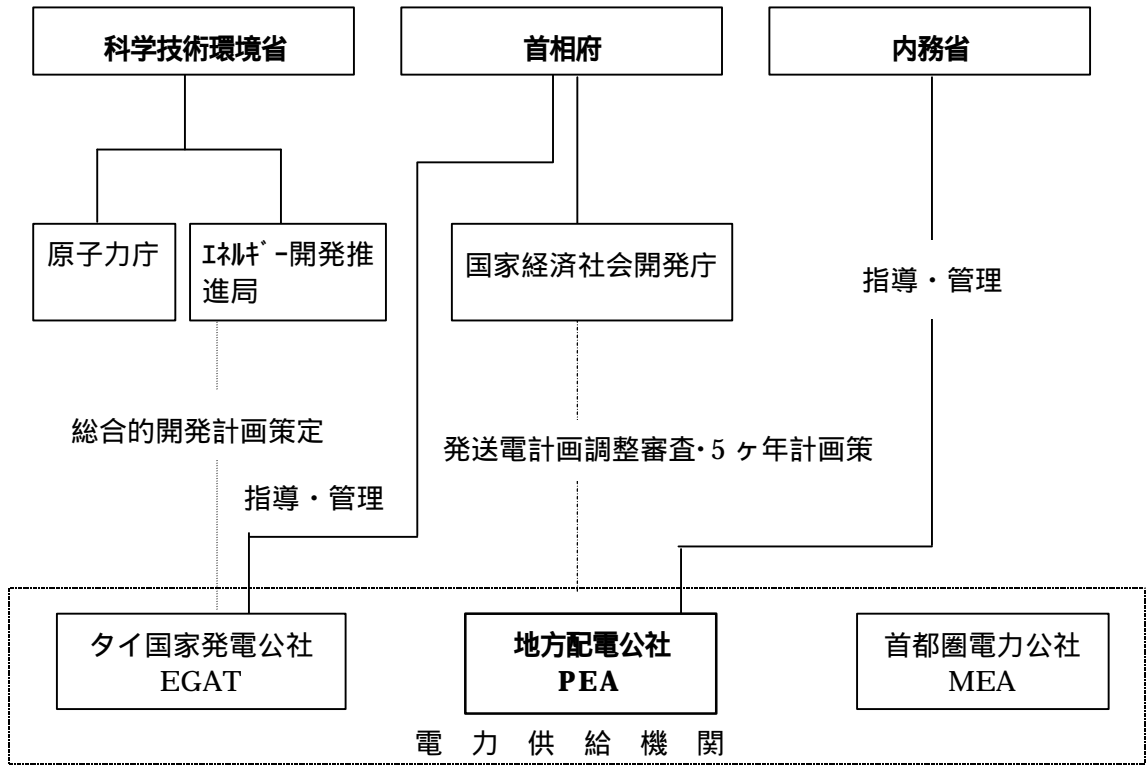 科学技術環境省
首相府
内務省
原子力庁
ｴﾈﾙｷﾞｰ開発推
進局
国家経済社会開発庁
指導・管理
総合的開発計画策定
発送電計画調整審査・5 ヶ年計画策
指導・管理
タイ国家発電公社
EGAT
地方配電公社
PEA
首都圏電力公社
MEA
電 力 供 給 機 関